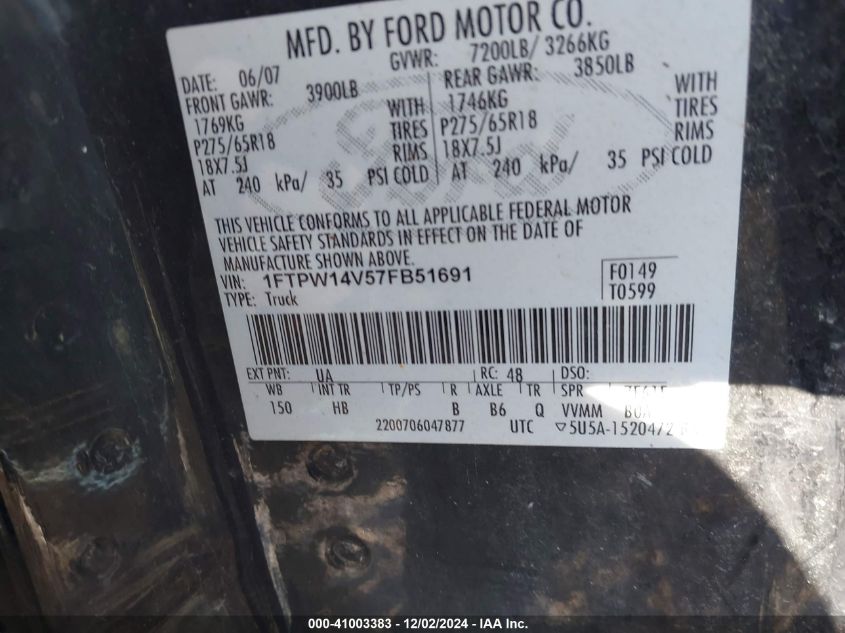 MFD. BY FORD MOTOR CO.
DATE: 06/07 GVWR: 7200LB/ 3266KG
FRONT GAWR: 3900LB REAR GAWR: 3850LB
1769KG WITH 1746KG WITH
P275/65R18 TIRES P275/65R18 TIRES
18X7.5J RIMS 18X7.5J RIMS
AT 240 kPa/ 35 PSI COLD AT 240 kPa/ 35 PSI COLD
THIS VEHICLE CONFORMS TO ALL APPLICABLE FEDERAL MOTOR
VEHICLE SAFETY STANDARDS IN EFFECT ON THE DATE OF
MANUFACTURE SHOWN ABOVE.
VIN: 1FTPW14V57FB51691 F0149
TYPE: Truck T0599
EXT PNT: UA RC: 48 DSO:
WB INT TR TP/PS R AXLE TR SPR
150 HB B B6 Q VVMM
2200706047877 UTC ▽5U5A-1520472
000-41003383 - 12/02/2024 - IAA Inc.